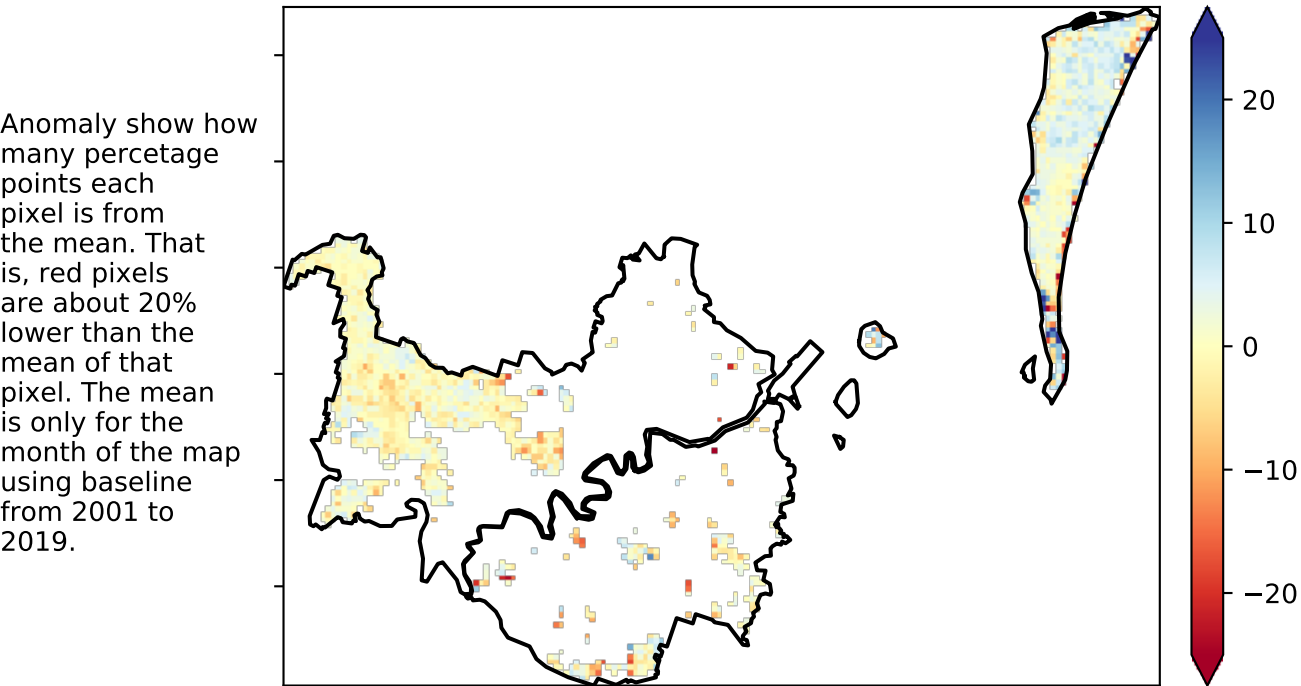 Anomaly show how
many percetage
points each
pixel is from
the mean. That
is, red pixels
are about 20%
lower than the
mean of that
pixel. The mean
is only for the
month of the map
using baseline
from 2001 to
2019.
20
10
0
−10
−20